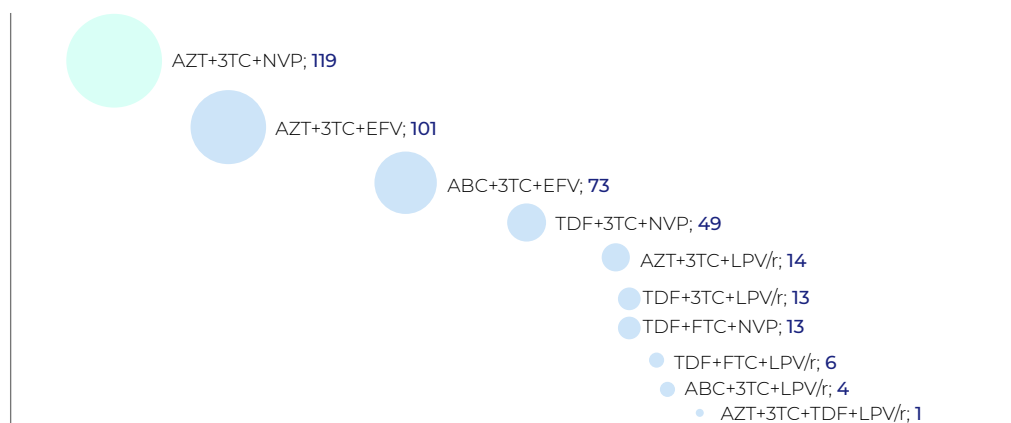 AZT+3TC+NVP; 119
AZT+3TC+EFV; 101
ABC+3TC+EFV; 73
TDF+3TC+NVP; 49
AZT+3TC+LPV/r; 14
TDF+3TC+LPV/r; 13
TDF+FTC+NVP; 13
TDF+FTC+LPV/r; 6
ABC+3TC+LPV/r; 4
AZT+3TC+TDF+LPV/r; 1